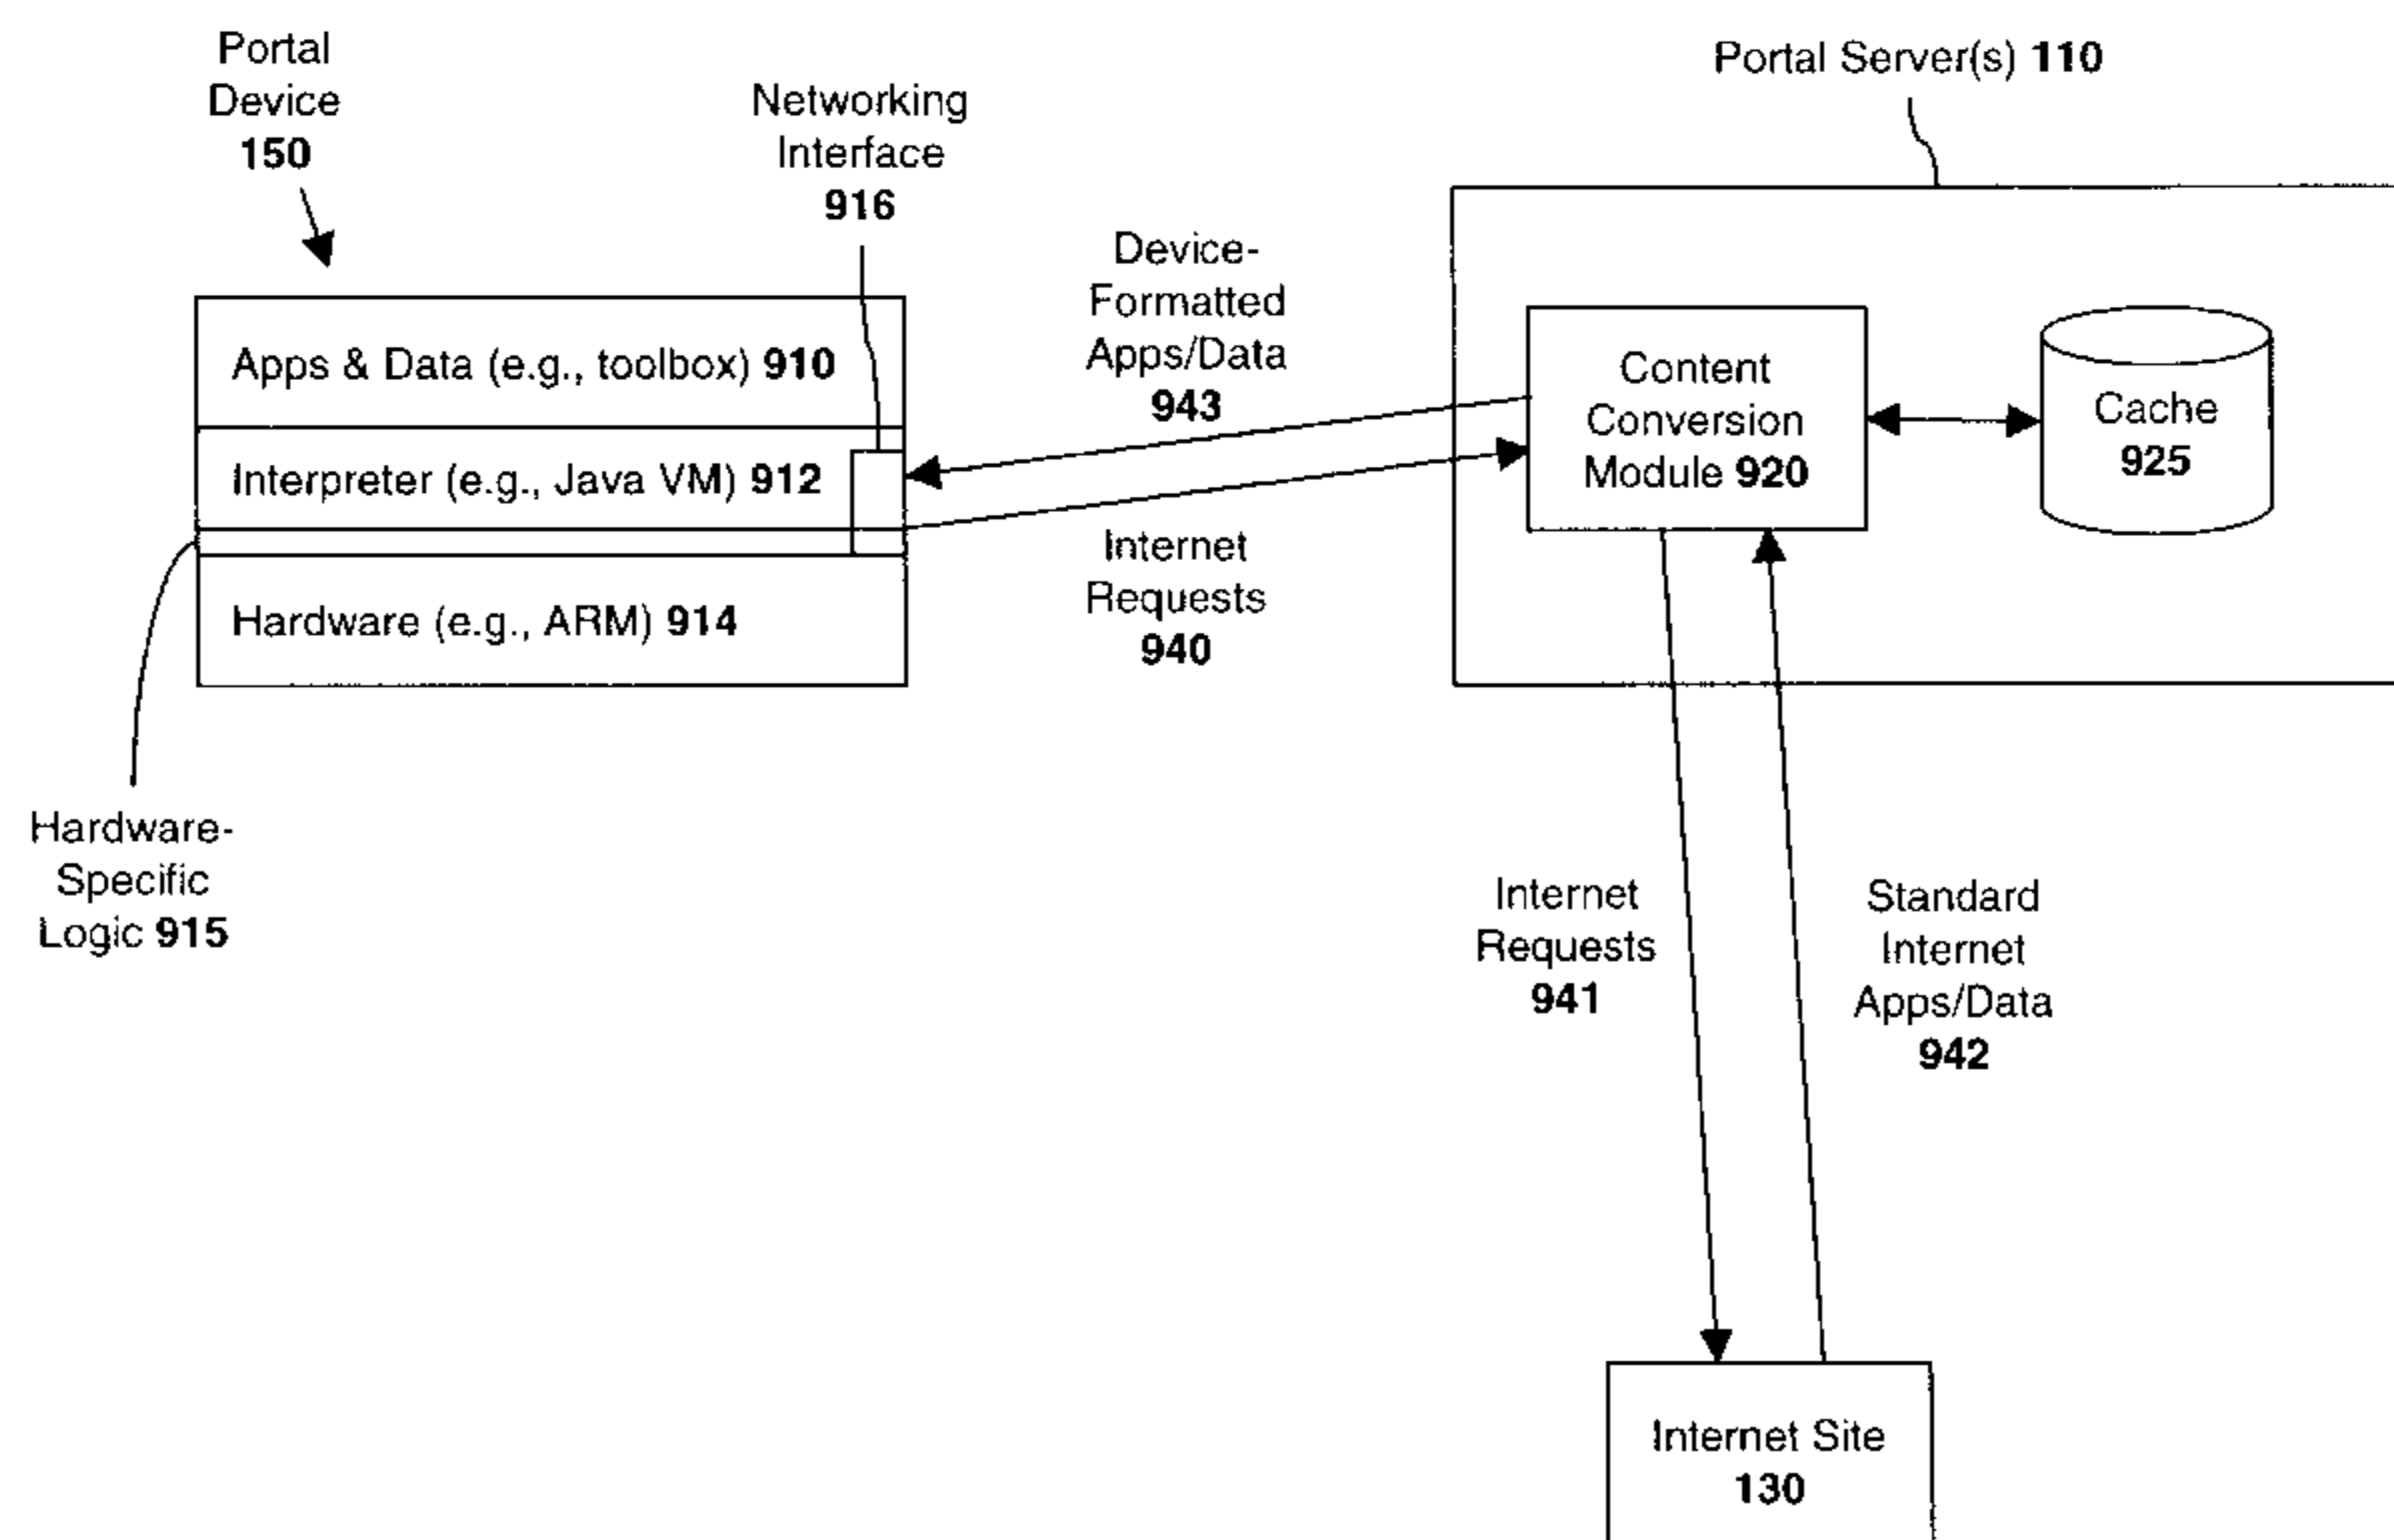 Portal
Device
150
Networking
Interface
916
Portal Server(s) 110
Device-
Formatted
Apps/Data
943
Apps & Data (e.g., toolbox) 910
Interpreter (e.g., Java VM) 912
Hardware (e.g., ARM) 914
Content
Conversion
Module 920
Cache
925
Internet
Requests
940
Hardware-
Specific
Logic 915
Internet
Requests
941
Standard
Internet
Apps/Data
942
Internet Site
130